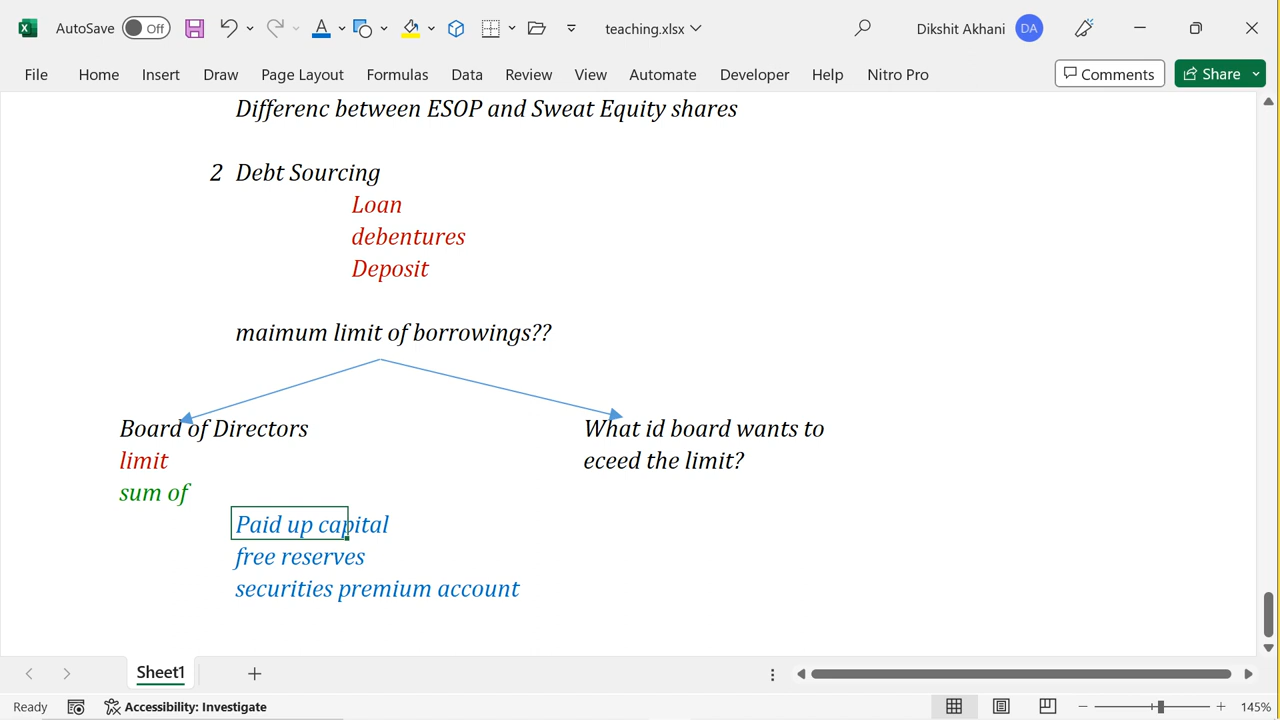 AutoSave Off teaching.xlsx Dikshit Akhani DA
File Home Insert Draw Page Layout Formulas Data Review View Automate Developer Help Nitro Pro Comments Share
Differenc between ESOP and Sweat Equity shares
2 Debt Sourcing
Loan
debentures
Deposit
maimum limit of borrowings??
Board of Directors
limit
sum of
Paid up capital
free reserves
securities premium account
What id board wants to
eceed the limit?
Sheet1
Ready Accessibility: Investigate 145%